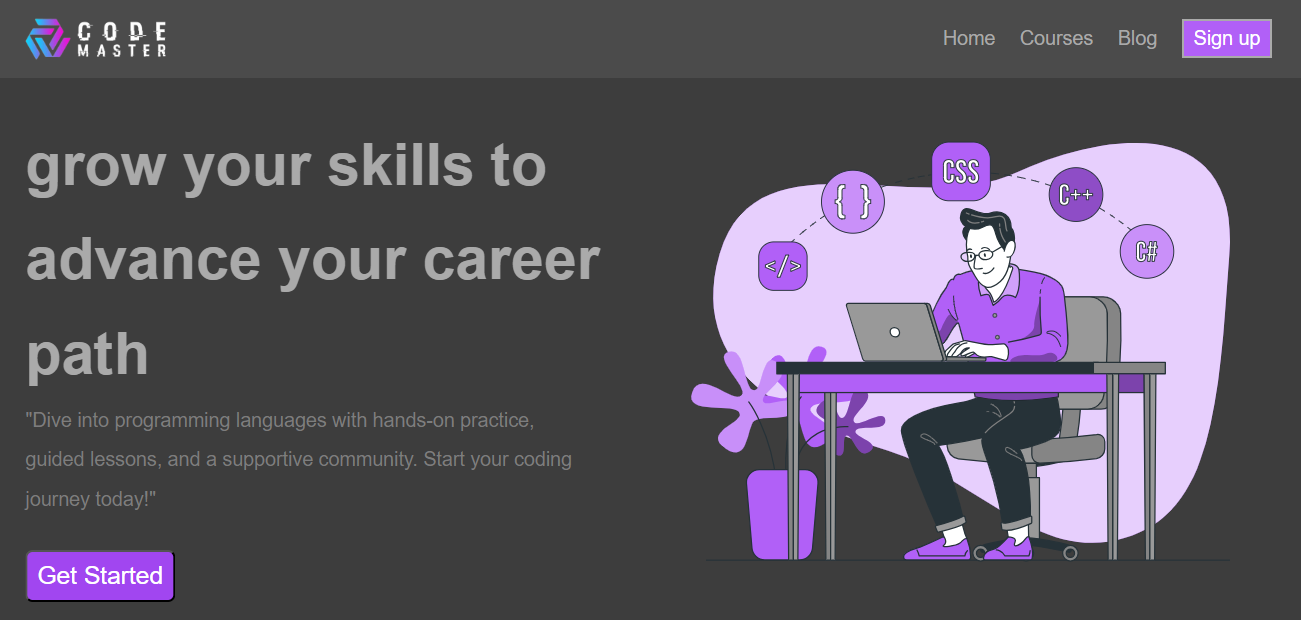 CODE
MASTER
Home Courses Blog Sign up
grow your skills to
advance your career
path
"Dive into programming languages with hands-on practice,
guided lessons, and a supportive community. Start your coding
journey today!"
Get Started
</>
{ }
CSS
C++
C#